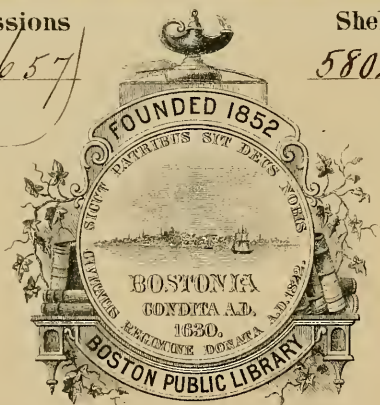 ssions Shel
657) 580
FOUNDED 1852
SICUT PATRIBUS SIT DEUS NOBIS
BOSTONIA
CONDITA A.D.
1630.
CIVITATIS REGIMINE DONATA A.D. 1822.
BOSTON PUBLIC LIBRARY